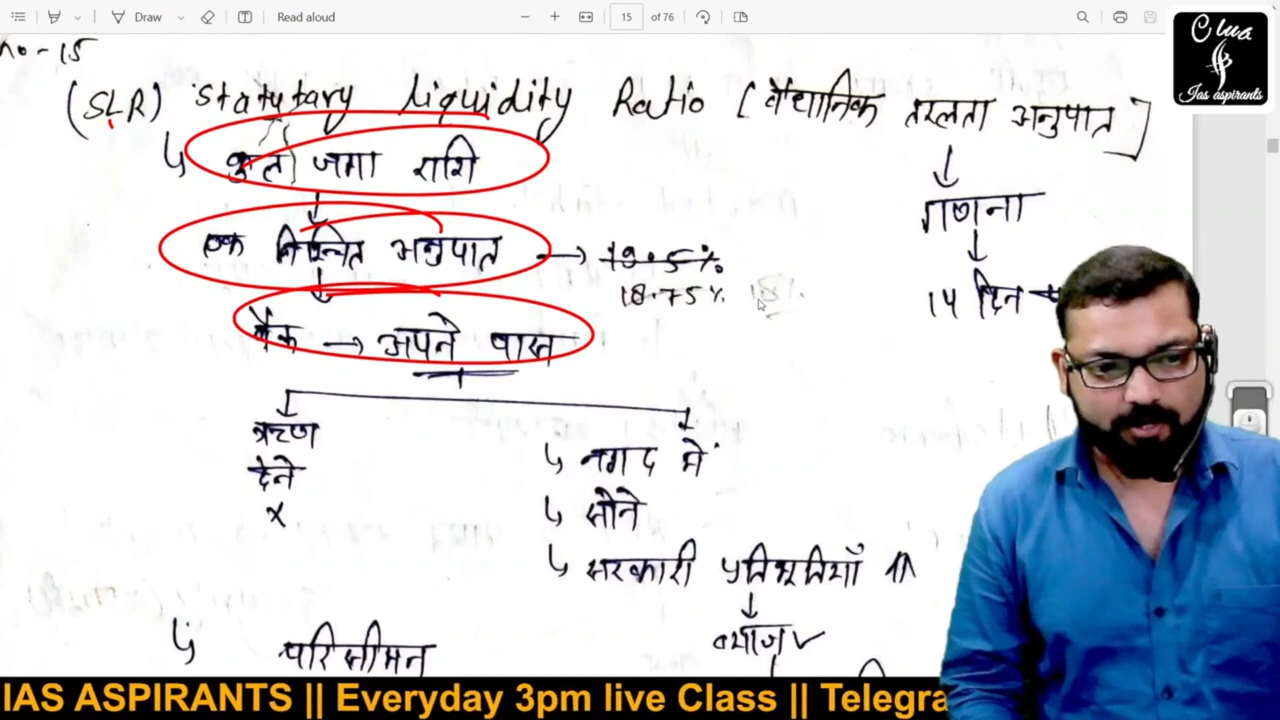 Draw
Read aloud
15 of 76
Clua
Ias aspirants
no-15
(SLR) Statutary liquidity Ratio [वैधानिक तरलता अनुपात]
कुल जमा राशि
गणना
एक निश्चित अनुपात → 19.5%
18.75% 18%
14 दिन
बैंक → अपने पास
ऋण
देने
x
नगद में
सोने
सरकारी प्रतिभूतियाँ
ब्याज
परिसीमन
IAS ASPIRANTS || Everyday 3pm live Class || Telegra